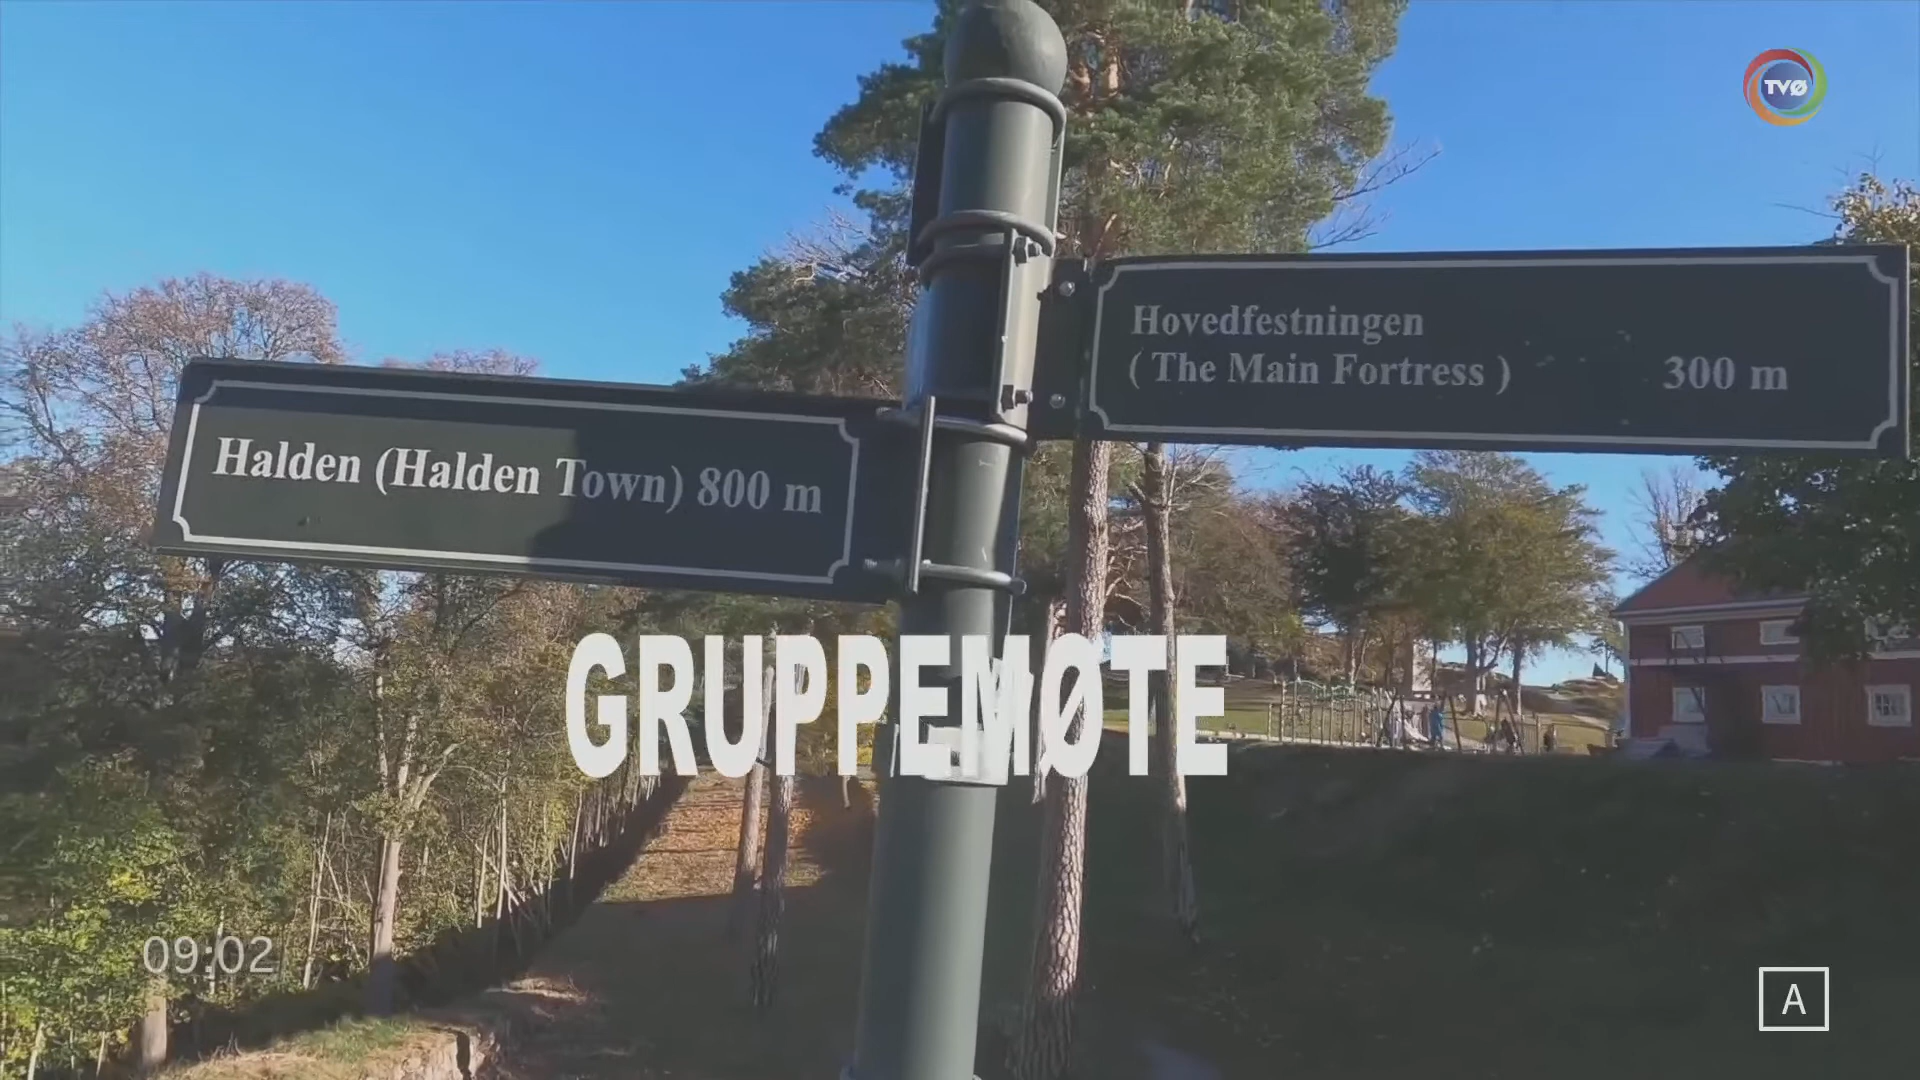 TVØ
Hovedfestningen
( The Main Fortress ) 300 m
Halden (Halden Town) 800 m
GRUPPEMØTE
09:02
A